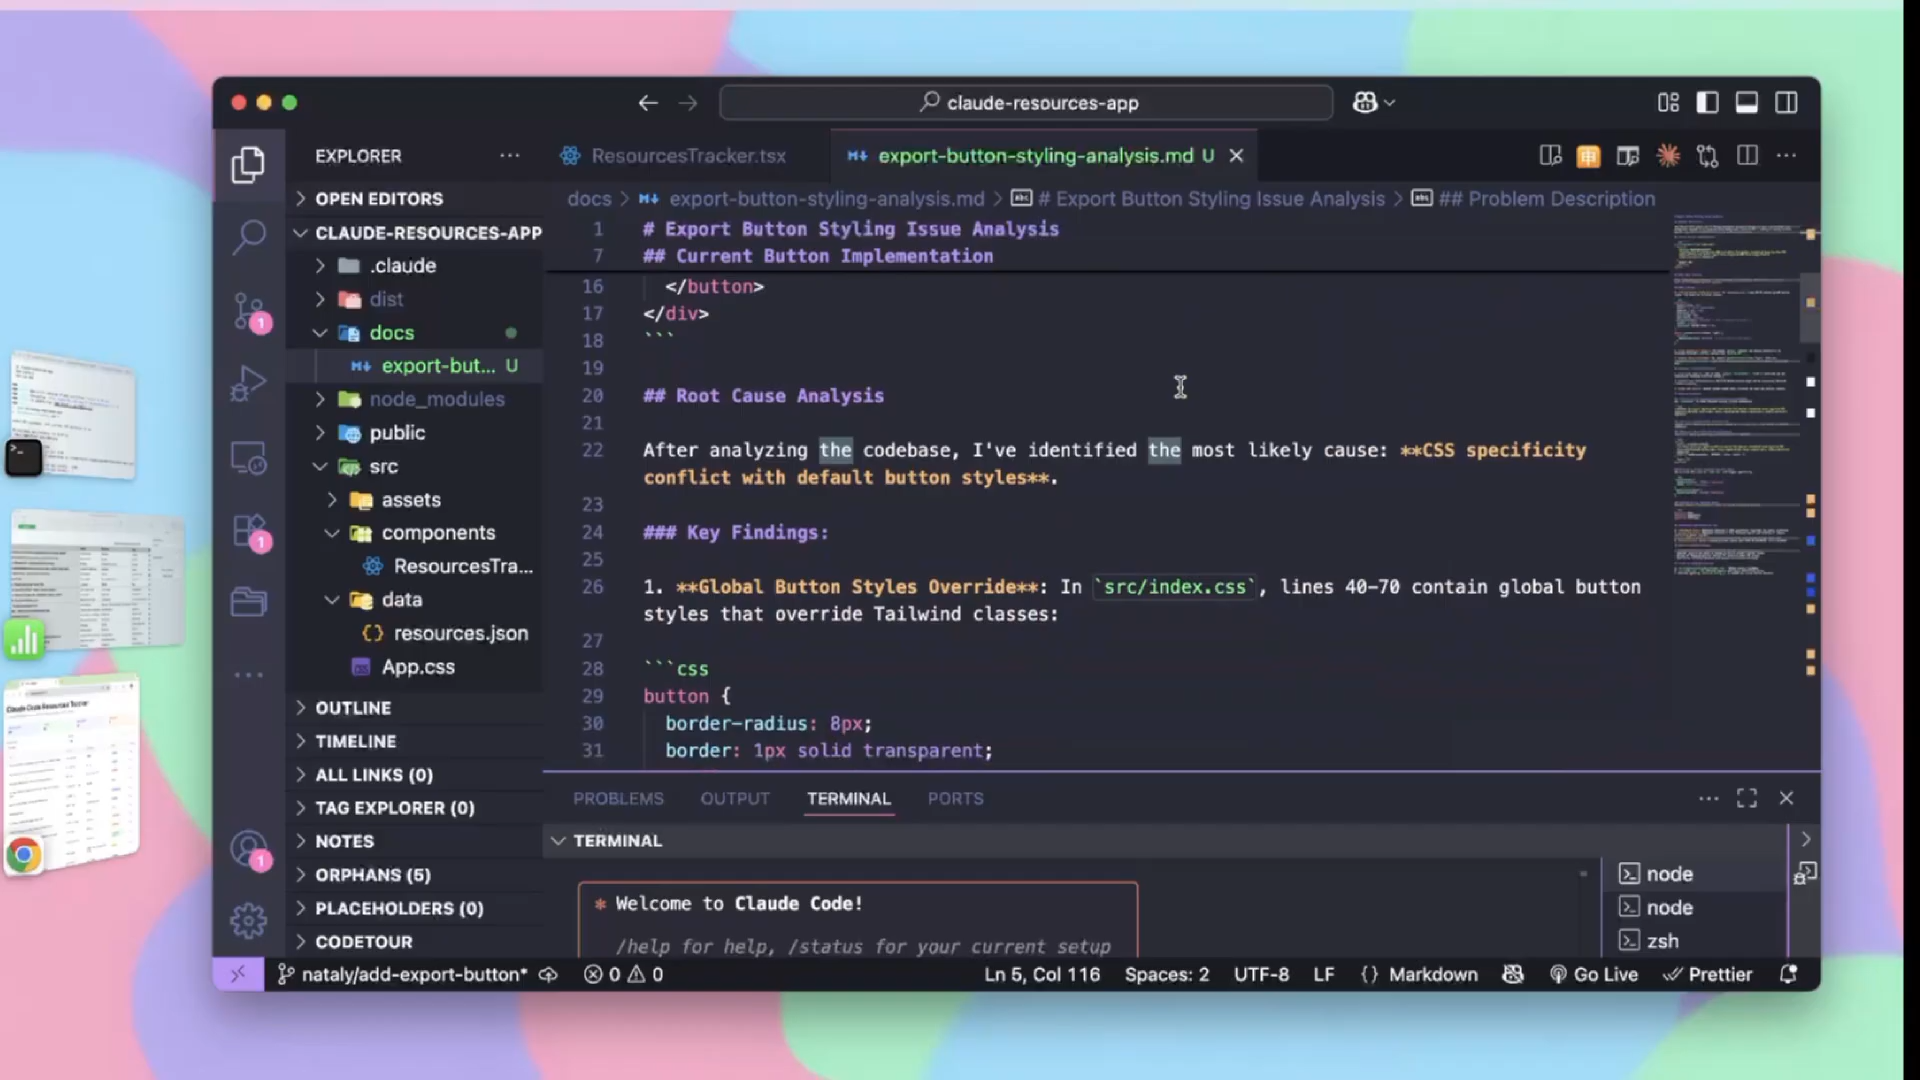 claude-resources-app
EXPLORER
ResourcesTracker.tsx
export-button-styling-analysis.md U
OPEN EDITORS
docs > export-button-styling-analysis.md > # Export Button Styling Issue Analysis > ## Problem Description
CLAUDE-RESOURCES-APP
.claude
dist
docs
export-but... U
node_modules
public
src
assets
components
ResourcesTra...
data
{} resources.json
App.css
OUTLINE
TIMELINE
ALL LINKS (0)
TAG EXPLORER (0)
NOTES
ORPHANS (5)
PLACEHOLDERS (0)
CODETOUR
1
1
1
1 # Export Button Styling Issue Analysis
7 ## Current Button Implementation
16 </button>
17 </div>
18 ```
19
20 ## Root Cause Analysis
21
22 After analyzing the codebase, I've identified the most likely cause: **CSS specificity
conflict with default button styles**.
23
24 ### Key Findings:
25
26 1. **Global Button Styles Override**: In `src/index.css`, lines 40-70 contain global button
styles that override Tailwind classes:
27
28 ```css
29 button {
30 border-radius: 8px;
31 border: 1px solid transparent;
PROBLEMS OUTPUT TERMINAL PORTS
TERMINAL
* Welcome to Claude Code!
/help for help, /status for your current setup
node
node
zsh
nataly/add-export-button* 0 0 Ln 5, Col 116 Spaces: 2 UTF-8 LF {} Markdown Go Live Prettier
Claude Code Resources Tracker